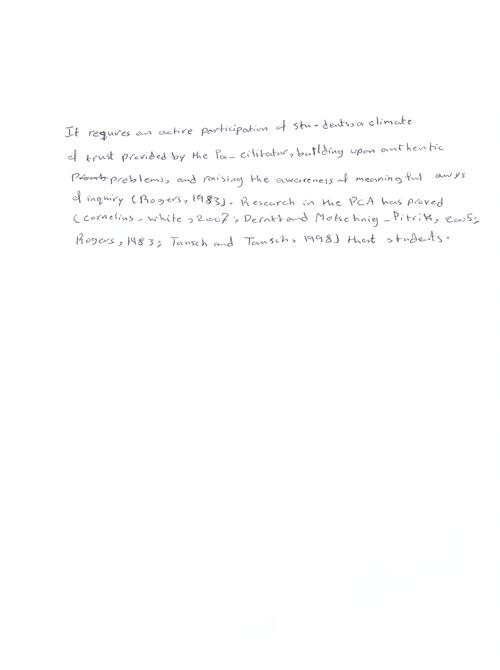 It requires an active participation of stu-dents, a climate
of trust provided by the Fa-cilitator, building upon authentic
problems, and raising the awareness of meaningful aways
of inquiry (Rogers, 1983). Research in the PCA has proved
(Cornelius-White, 2007; Derntl and Motschnig-Pitrik, 2005;
Rogers, 1983; Tausch and Tausch, 1998) that students.